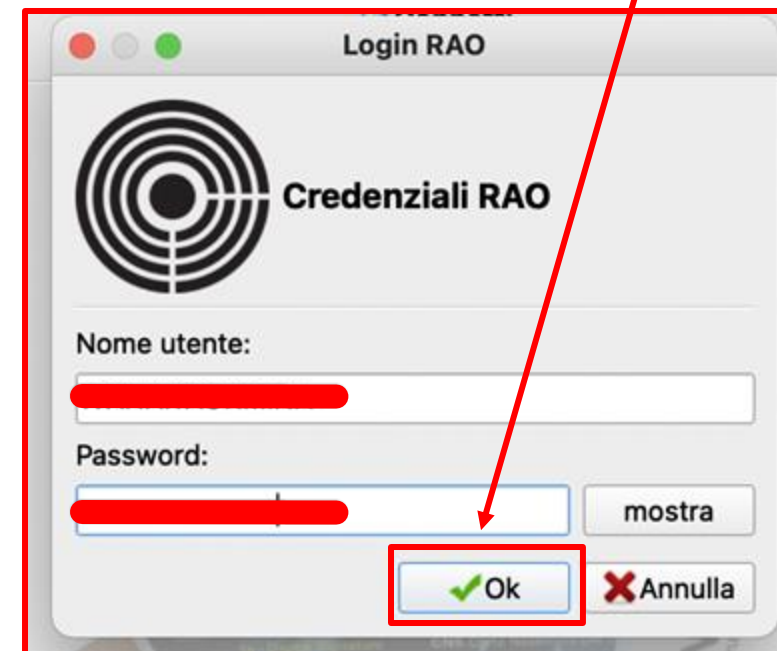 Login RAO
Credenziali RAO
Nome utente:
Password:
mostra
Ok
Annulla